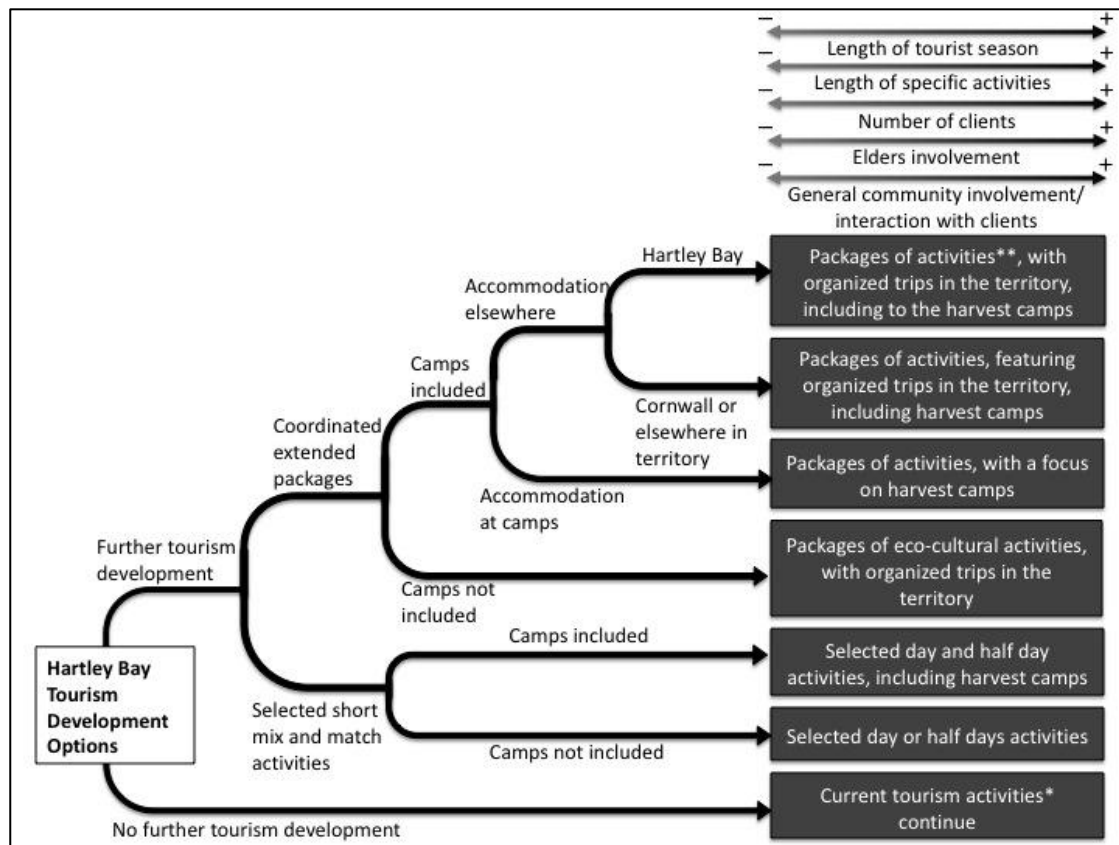 − +
Length of tourist season
− +
Length of specific activities
− +
Number of clients
− +
Elders involvement
− +
General community involvement/
interaction with clients
Hartley Bay
Packages of activities**, with
organized trips in the territory,
including to the harvest camps
Accommodation
elsewhere
Packages of activities, featuring
organized trips in the territory,
including harvest camps
Camps
included
Cornwall or
elsewhere in
territory
Coordinated
extended
packages
Packages of activities, with a focus
on harvest camps
Accommodation
at camps
Further tourism
development
Packages of eco-cultural activities,
with organized trips in the
territory
Camps not
included
Camps included
Selected day and half day
activities, including harvest camps
Hartley Bay
Tourism
Development
Options
Selected short
mix and match
activities
Camps not included
Selected day or half days activities
Current tourism activities*
continue
No further tourism development